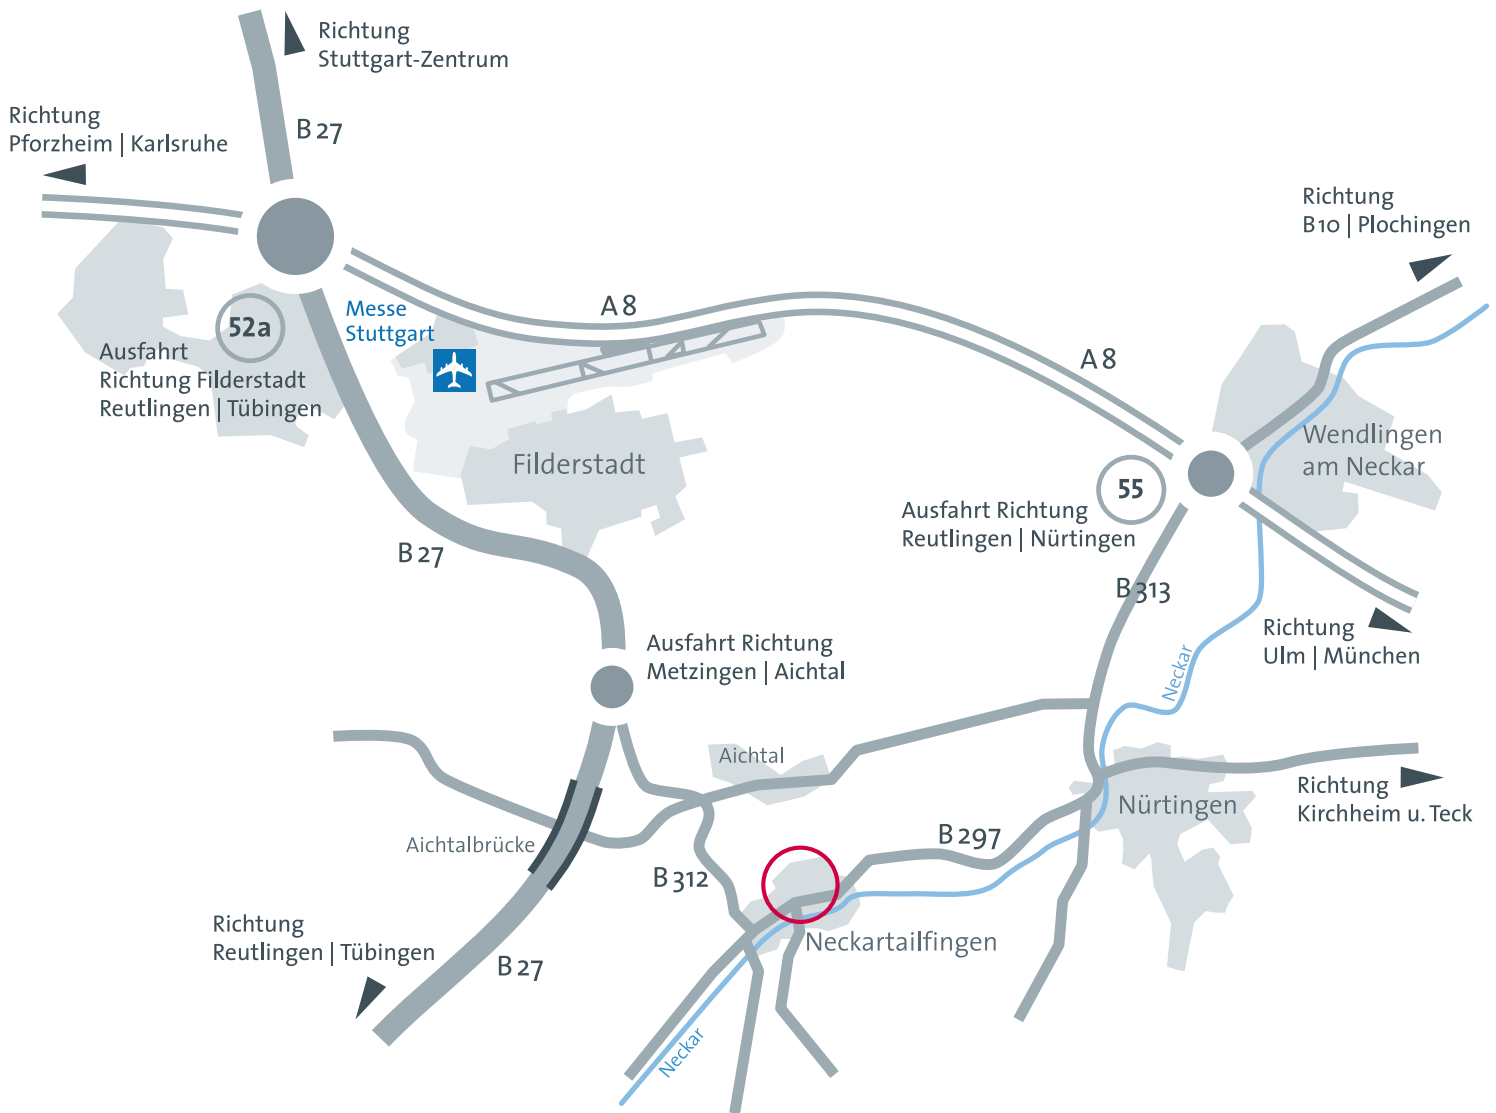 Richtung
Stuttgart-Zentrum
Richtung
Pforzheim | Karlsruhe
B 27
Richtung
B10 | Plochingen
Messe
Stuttgart
A 8
52a
Ausfahrt
Richtung Filderstadt
Reutlingen | Tübingen
A 8
Filderstadt
Wendlingen
am Neckar
55
Ausfahrt Richtung
Reutlingen | Nürtingen
B 27
B 313
Richtung
Ulm | München
Ausfahrt Richtung
Metzingen | Aichtal
Neckar
Aichtal
Richtung
Kirchheim u. Teck
Nürtingen
Aichtalbrücke
B 297
B 312
Richtung
Reutlingen | Tübingen
Neckartailfingen
B 27
Neckar